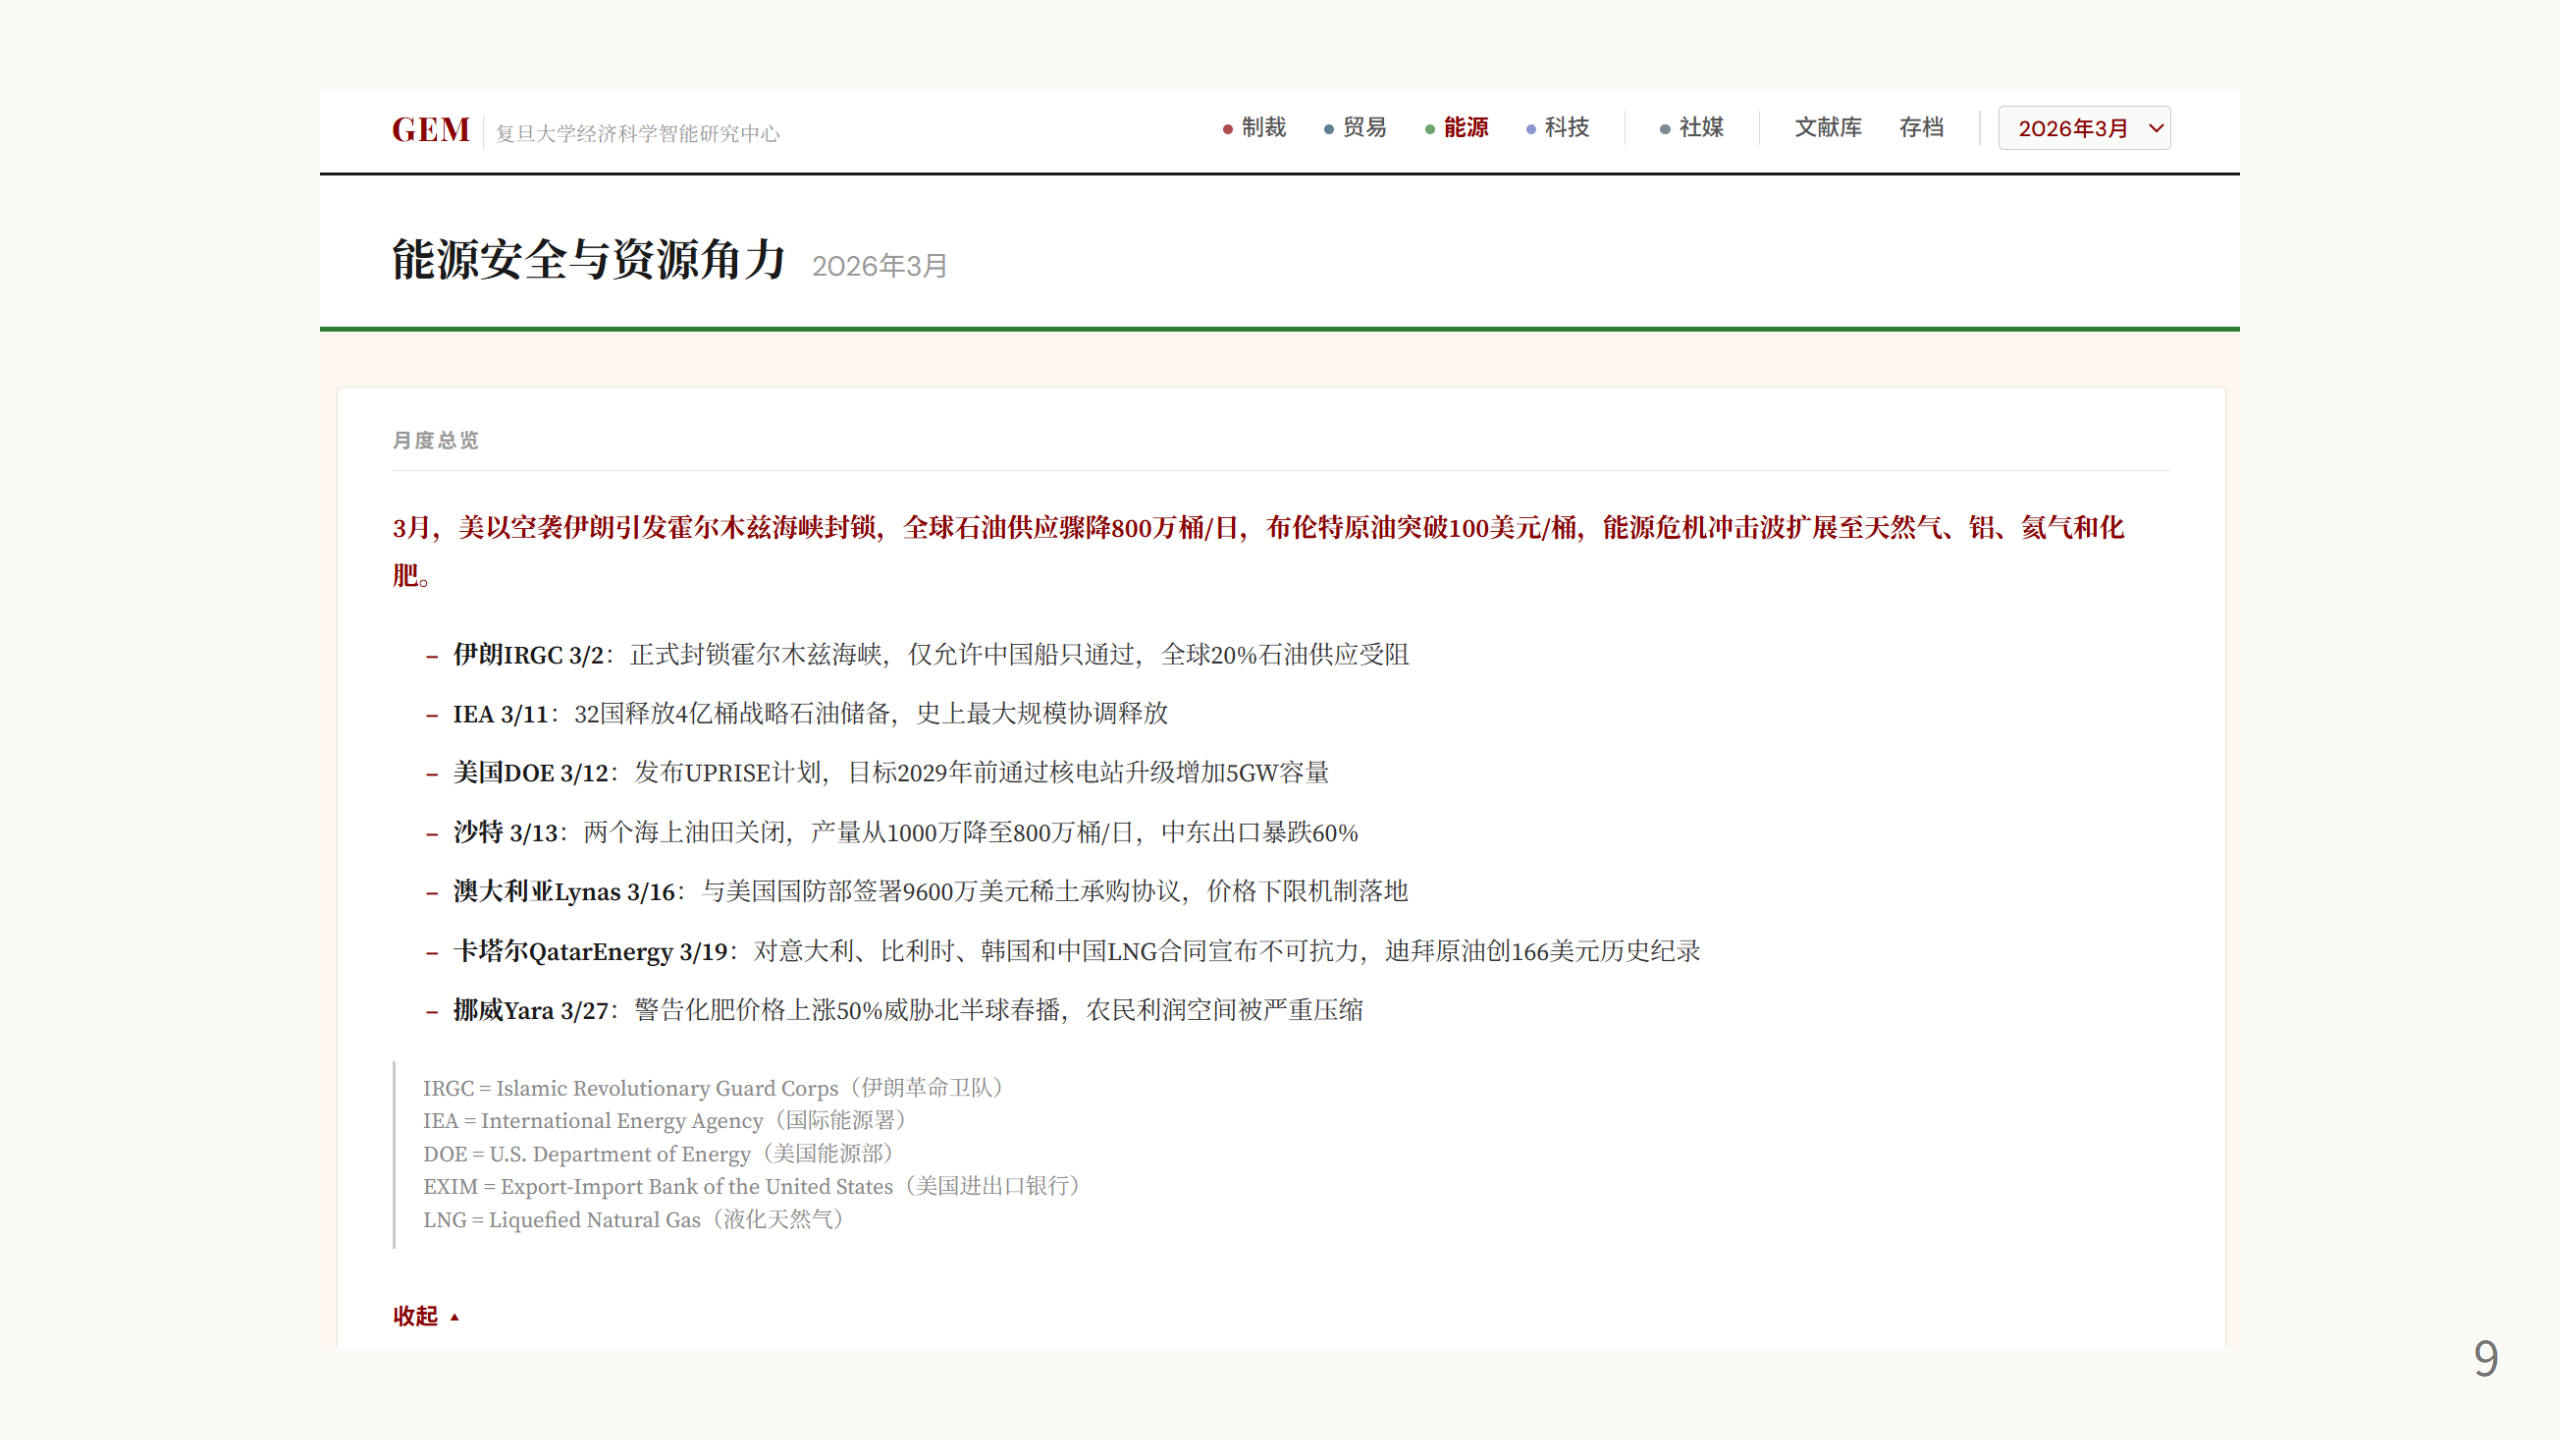 GEM 复旦大学经济科学智能研究中心 制裁 贸易 能源 科技 社媒 文献库 存档 2026年3月
能源安全与资源角力 2026年3月
月度总览
3月，美以空袭伊朗引发霍尔木兹海峡封锁，全球石油供应骤降800万桶/日，布伦特原油突破100美元/桶，能源危机冲击波扩展至天然气、铝、氦气和化
肥。
– 伊朗IRGC 3/2：正式封锁霍尔木兹海峡，仅允许中国船只通过，全球20%石油供应受阻
– IEA 3/11：32国释放4亿桶战略石油储备，史上最大规模协调释放
– 美国DOE 3/12：发布UPRISE计划，目标2029年前通过核电站升级增加5GW容量
– 沙特 3/13：两个海上油田关闭，产量从1000万降至800万桶/日，中东出口暴跌60%
– 澳大利亚Lynas 3/16：与美国国防部签署9600万美元稀土承购协议，价格下限机制落地
– 卡塔尔QatarEnergy 3/19：对意大利、比利时、韩国和中国LNG合同宣布不可抗力，迪拜原油创166美元历史纪录
– 挪威Yara 3/27：警告化肥价格上涨50%威胁北半球春播，农民利润空间被严重压缩
IRGC = Islamic Revolutionary Guard Corps（伊朗革命卫队）
IEA = International Energy Agency（国际能源署）
DOE = U.S. Department of Energy（美国能源部）
EXIM = Export-Import Bank of the United States（美国进出口银行）
LNG = Liquefied Natural Gas（液化天然气）
收起 ▲
9